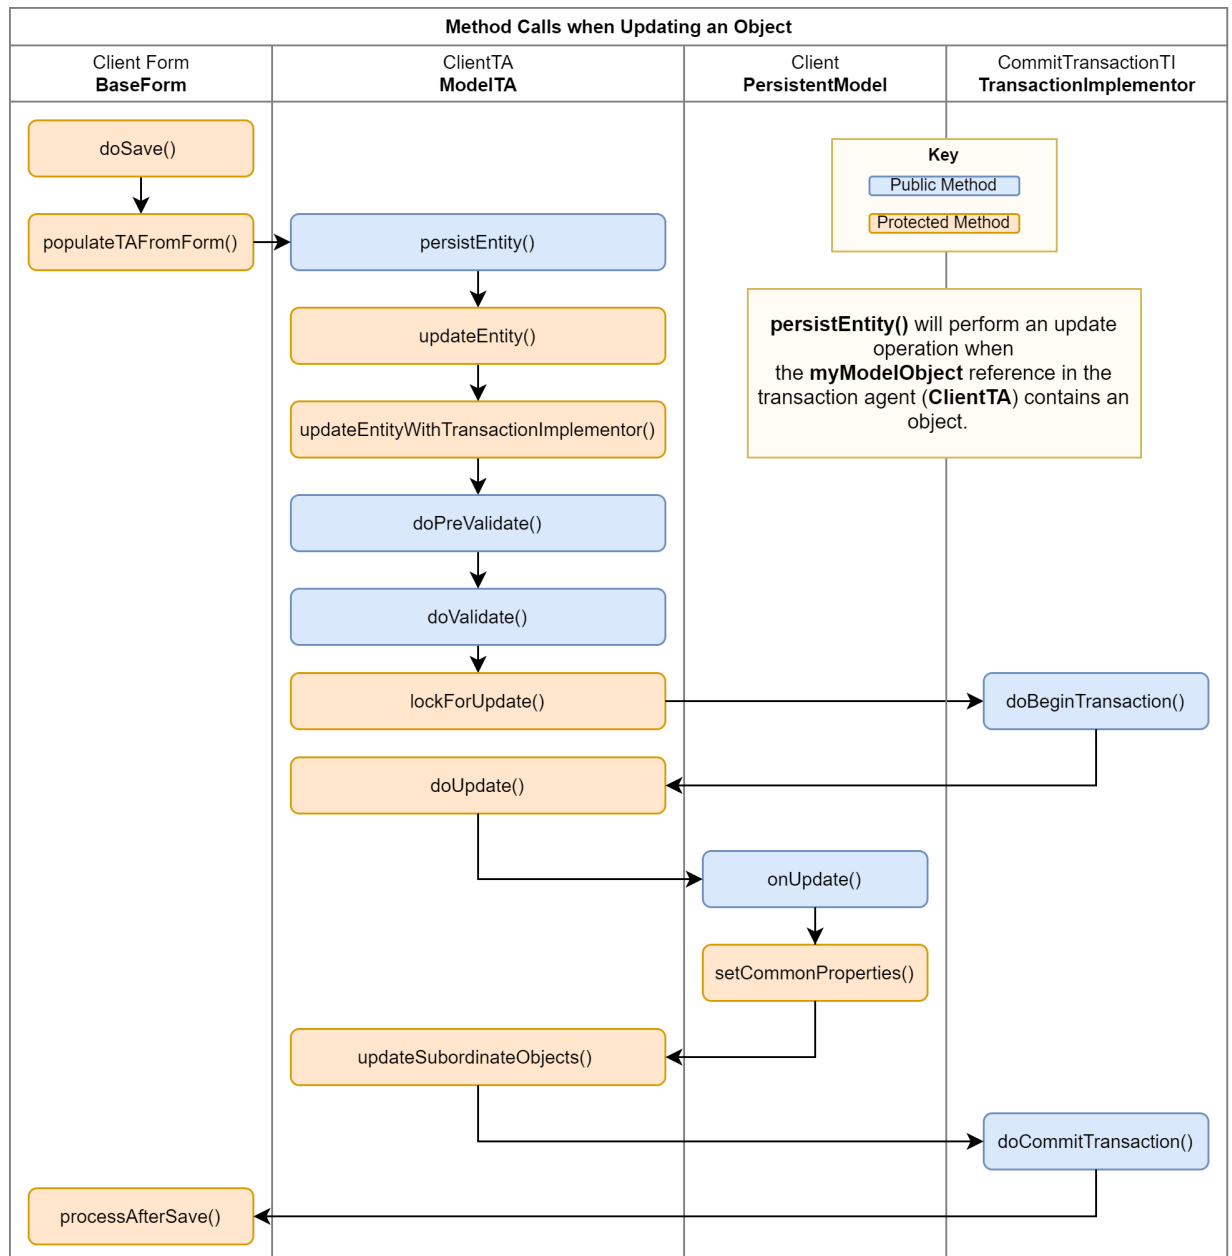 Method Calls when Updating an Object
Client Form
BaseForm
ClientTA
ModelTA
Client
PersistentModel
CommitTransactionTI
TransactionImplementor
doSave()
Key
Public Method
Protected Method
populateTAFromForm()
persistEntity()
updateEntity()
persistEntity() will perform an update
operation when
the myModelObject reference in the
transaction agent (ClientTA) contains an
object.
updateEntityWithTransactionImplementor()
doPreValidate()
doValidate()
lockForUpdate()
doBeginTransaction()
doUpdate()
onUpdate()
setCommonProperties()
updateSubordinateObjects()
doCommitTransaction()
processAfterSave()